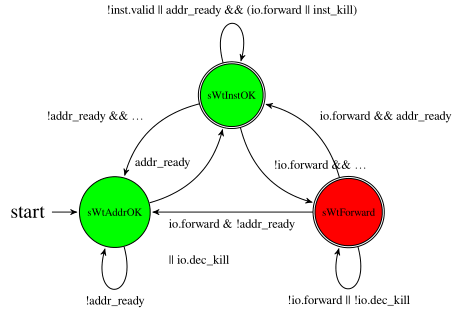 !inst.valid || addr_ready && (io.forward || inst_kill)
sWtInstOK
!addr_ready && …
io.forward && addr_ready
addr_ready
!io.forward && …
start
sWtAddrOK
sWtForward
io.forward & !addr_ready
|| io.dec_kill
!addr_ready
!io.forward || !io.dec_kill